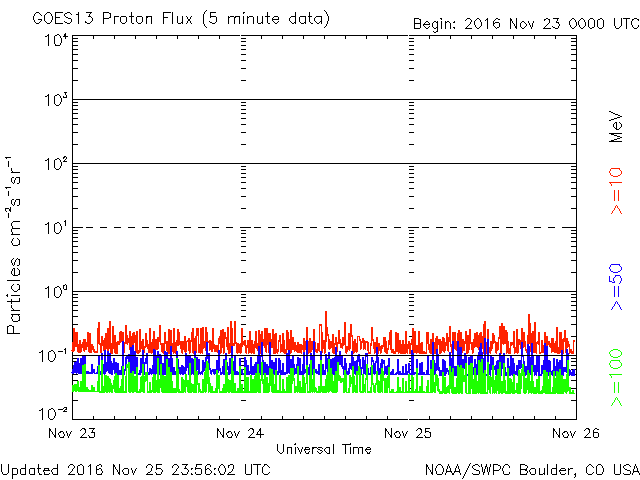 GOES13 Proton Flux (5 minute data)
Begin: 2016 Nov 23 0000 UTC
10⁴
10³
10²
10¹
10⁰
10⁻¹
10⁻²
Particles cm⁻²s⁻¹sr⁻¹
MeV
>=10
>=50
>=100
Nov 23
Nov 24
Nov 25
Nov 26
Universal Time
Updated 2016 Nov 25 23:56:02 UTC
NOAA/SWPC Boulder, CO USA